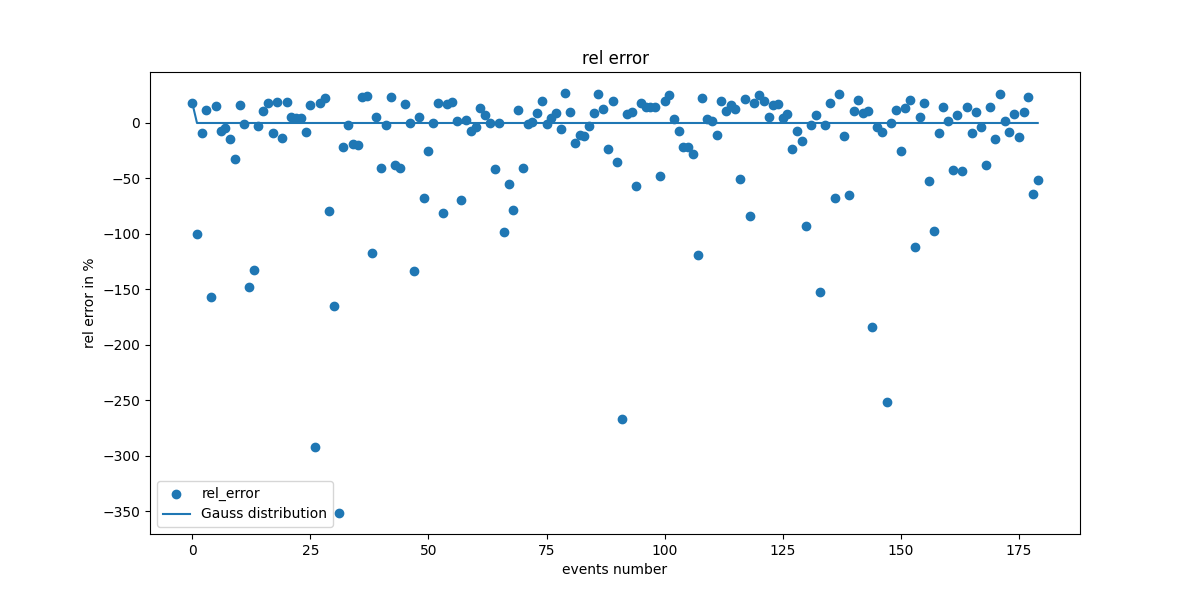 rel error
rel error in %
0
−50
−100
−150
−200
−250
−300
−350
rel_error
Gauss distribution
0 25 50 75 100 125 150 175
events number